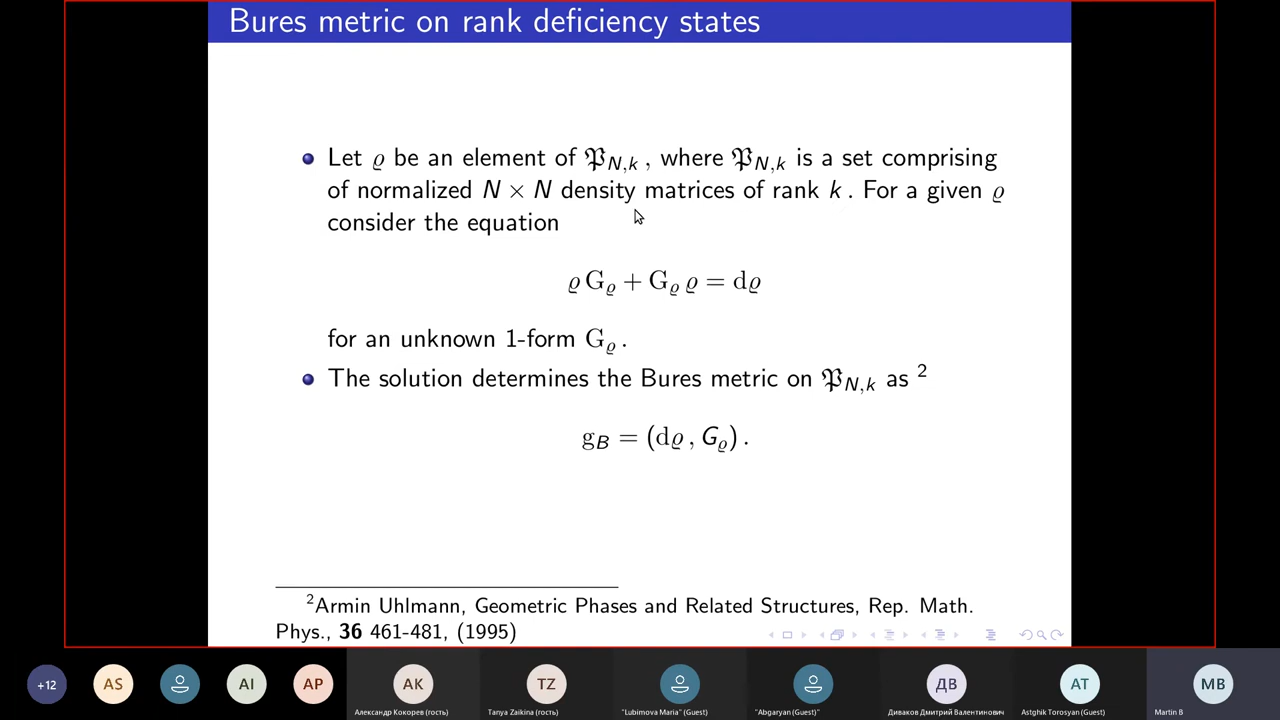 Bures metric on rank deficiency states
Let ϱ be an element of 𝔓_{N,k} , where 𝔓_{N,k} is a set comprising
of normalized N × N density matrices of rank k . For a given ϱ
consider the equation
ϱ G_ϱ + G_ϱ ϱ = dϱ
for an unknown 1-form G_ϱ .
The solution determines the Bures metric on 𝔓_{N,k} as ²
g_B = (dϱ , G_ϱ) .
²Armin Uhlmann, Geometric Phases and Related Structures, Rep. Math.
Phys., 36 461-481, (1995)
+12 AS AI AP AK TZ ДВ AT MB
Александр Кокорев (гость) Tanya Zaikina (гость) "Lubimova Maria" (Guest) "Abgaryan (Guest)" Диваков Дмитрий Валентинович Astghik Torosyan (Guest) Martin B